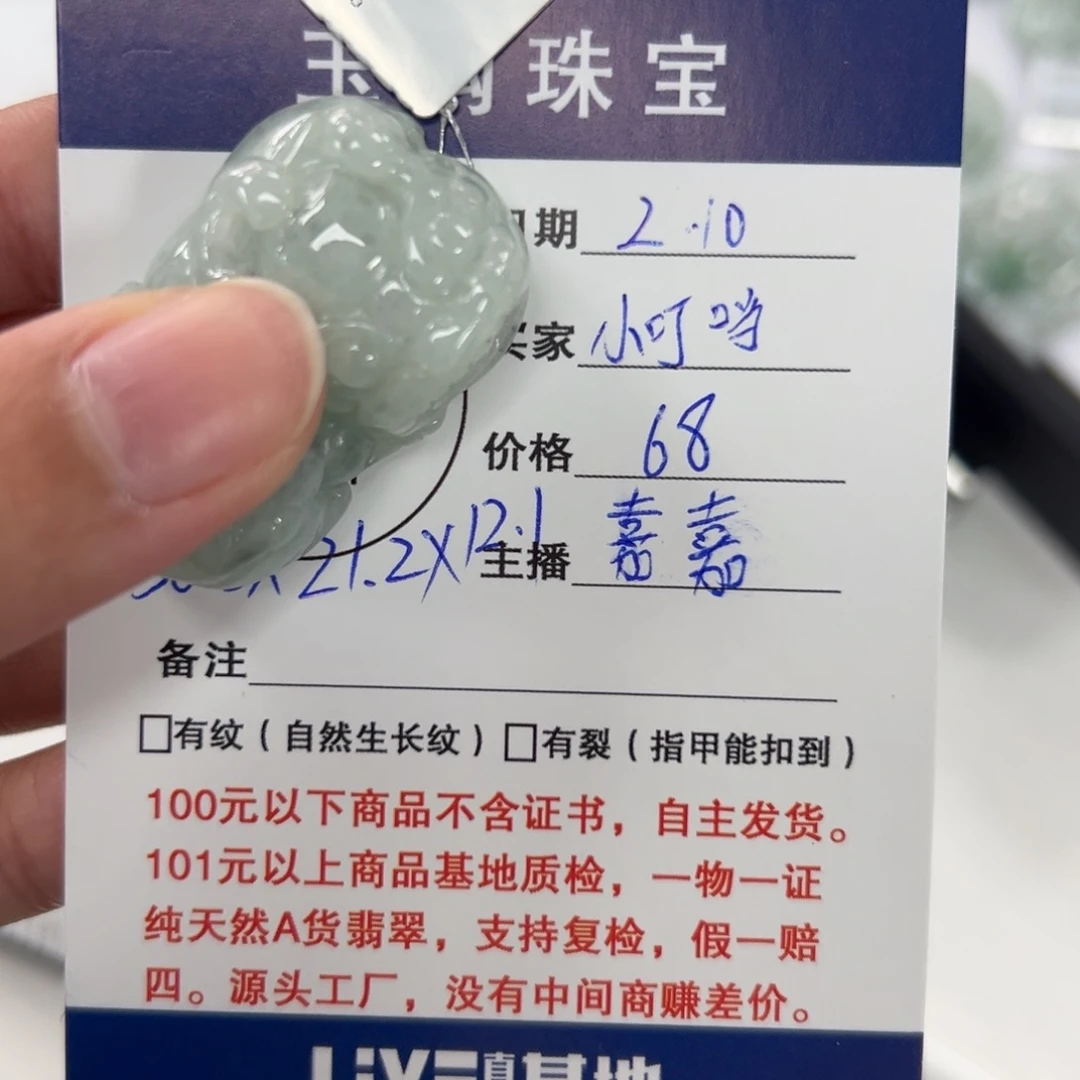 玉 珠宝
期 2.10
买家 小叮当
价格 68
21.2X12.1
主播 嘉嘉
备注
□有纹（自然生长纹）□有裂（指甲能扣到）
100元以下商品不含证书，自主发货。
101元以上商品基地质检，一物一证
纯天然A货翡翠，支持复检，假一赔
四。源头工厂，没有中间商赚差价。
基地